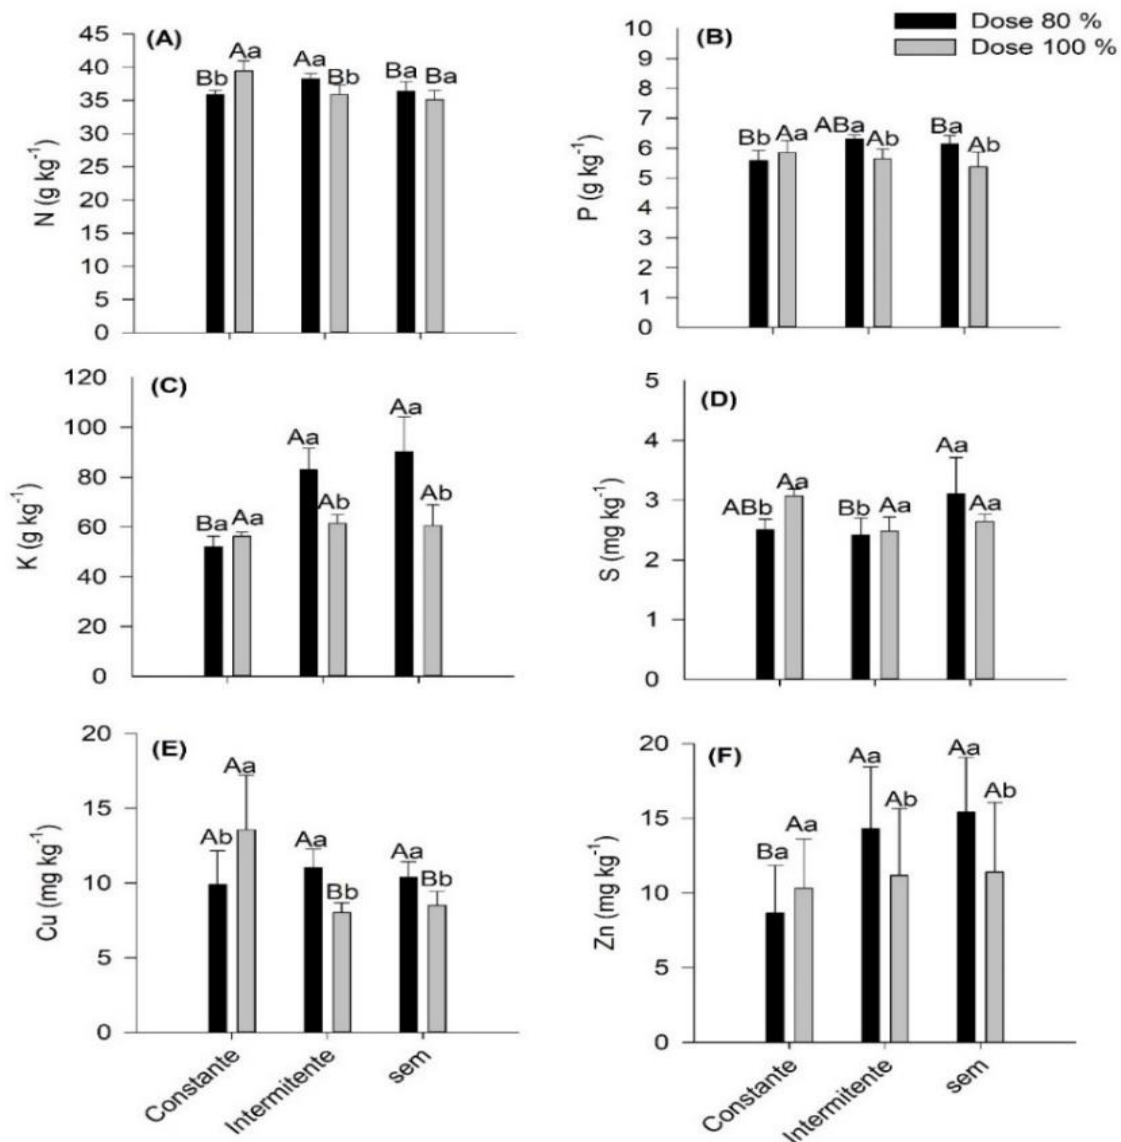 Dose 80 %
Dose 100 %
(A)
N (g kg-1)
45
40
35
30
25
20
15
10
5
0
Bb Aa Aa Bb Ba Ba
(B)
P (g kg-1)
10
9
8
7
6
5
4
3
2
1
0
Bb Aa ABa Ab Ba Ab
(C)
K (g kg-1)
120
100
80
60
40
20
0
Ba Aa Aa Ab Aa Ab
(D)
S (mg kg-1)
5
4
3
2
1
0
ABb Aa Bb Aa Aa Aa
(E)
Cu (mg kg-1)
20
15
10
5
0
Ab Aa Aa Bb Aa Bb
Constante
Intermitente
sem
(F)
Zn (mg kg-1)
20
15
10
5
0
Ba Aa Aa Ab Aa Ab
Constante
Intermitente
sem